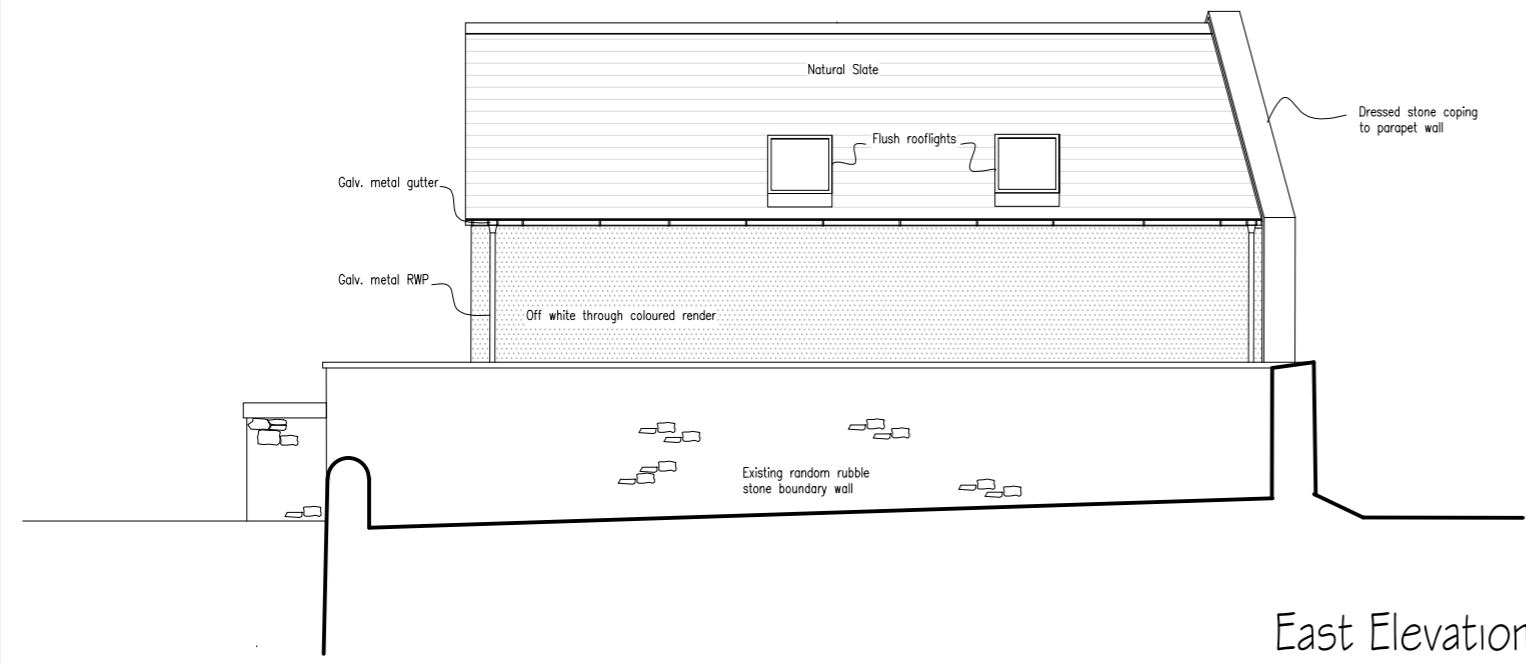 Natural Slate
Dressed stone coping
to parapet wall
Flush rooflights
Galv. metal gutter
Galv. metal RWP
Off white through coloured render
Existing random rubble
stone boundary wall
East Elevation